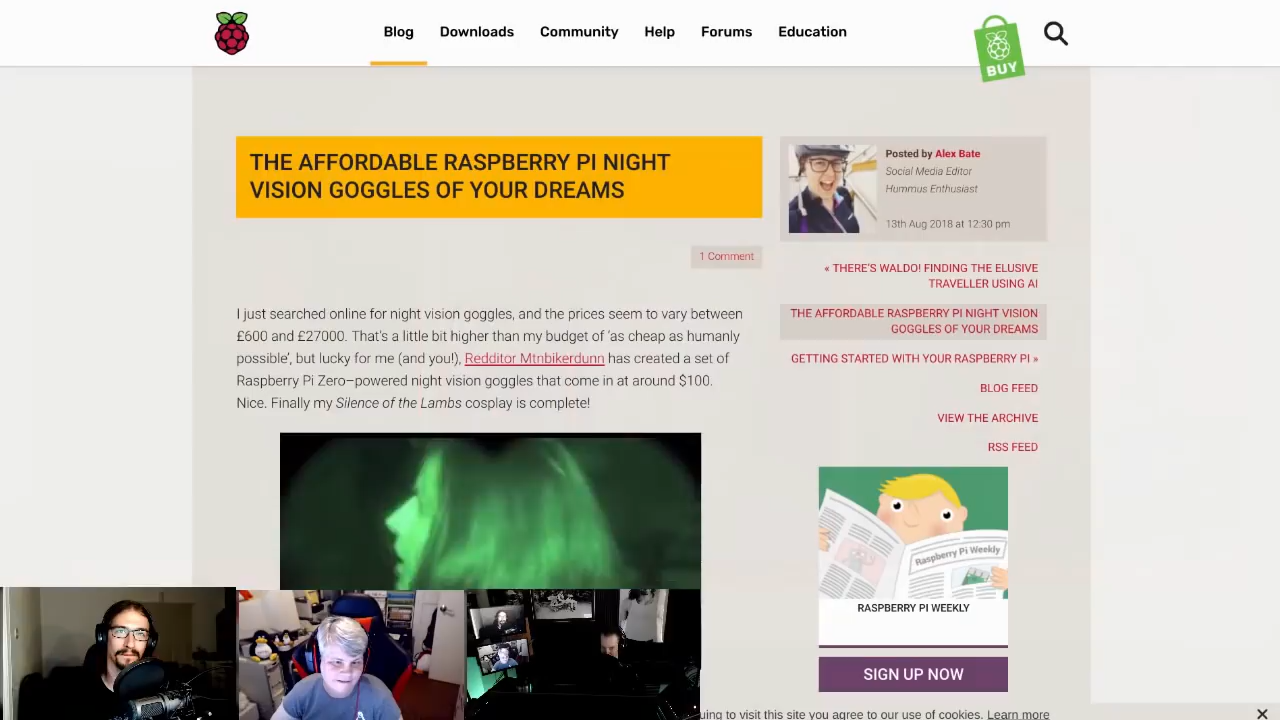 Blog
Downloads
Community
Help
Forums
Education
BUY
THE AFFORDABLE RASPBERRY PI NIGHT
VISION GOGGLES OF YOUR DREAMS
1 Comment
I just searched online for night vision goggles, and the prices seem to vary between
£600 and £27000. That's a little bit higher than my budget of 'as cheap as humanly
possible', but lucky for me (and you!), Redditor Mtnbikerdunn has created a set of
Raspberry Pi Zero–powered night vision goggles that come in at around $100.
Nice. Finally my Silence of the Lambs cosplay is complete!
Posted by Alex Bate
Social Media Editor
Hummus Enthusiast
13th Aug 2018 at 12:30 pm
« THERE'S WALDO! FINDING THE ELUSIVE
TRAVELLER USING AI
THE AFFORDABLE RASPBERRY PI NIGHT VISION
GOGGLES OF YOUR DREAMS
GETTING STARTED WITH YOUR RASPBERRY PI »
BLOG FEED
VIEW THE ARCHIVE
RSS FEED
Raspberry Pi Weekly
RASPBERRY PI WEEKLY
SIGN UP NOW
uing to visit this site you agree to our use of cookies. Learn more